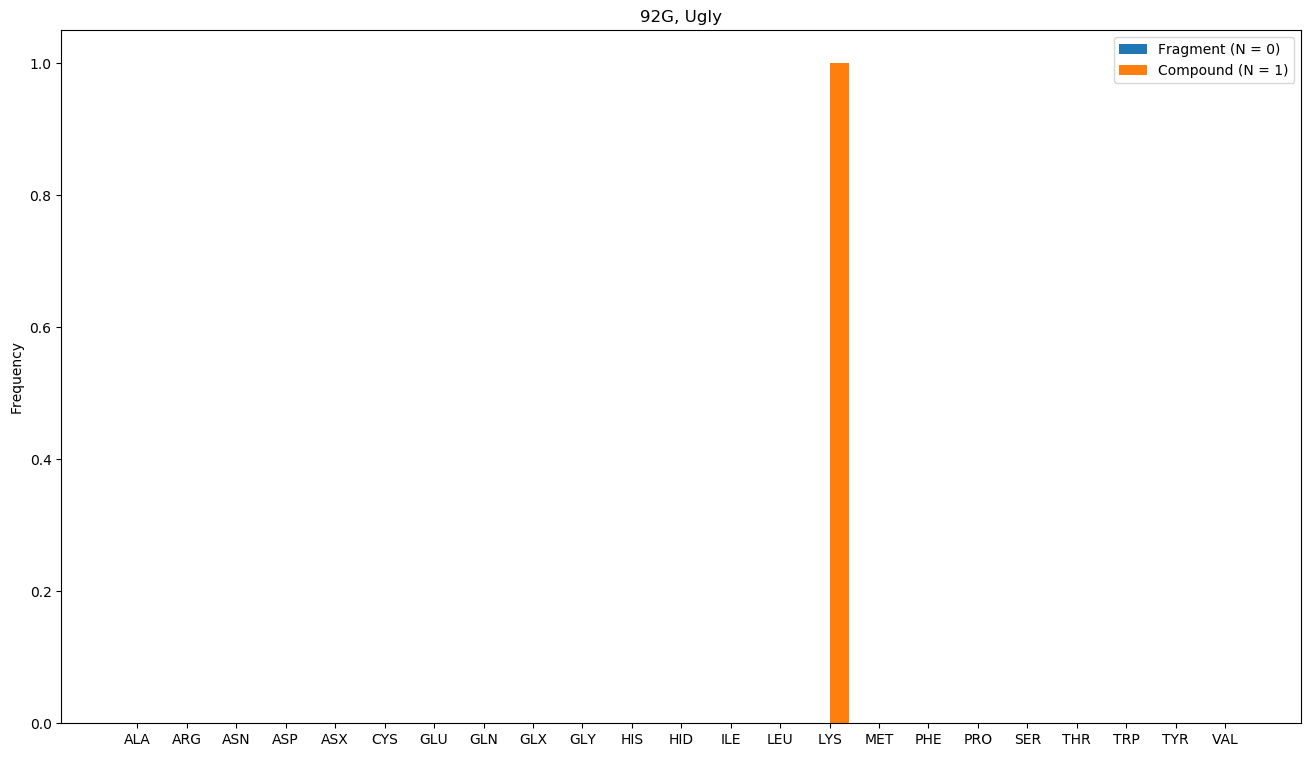 92G, Ugly
Fragment (N = 0)
Compound (N = 1)
Frequency
1.0
0.8
0.6
0.4
0.2
0.0
ALA ARG ASN ASP ASX CYS GLU GLN GLX GLY HIS HID ILE LEU LYS MET PHE PRO SER THR TRP TYR VAL